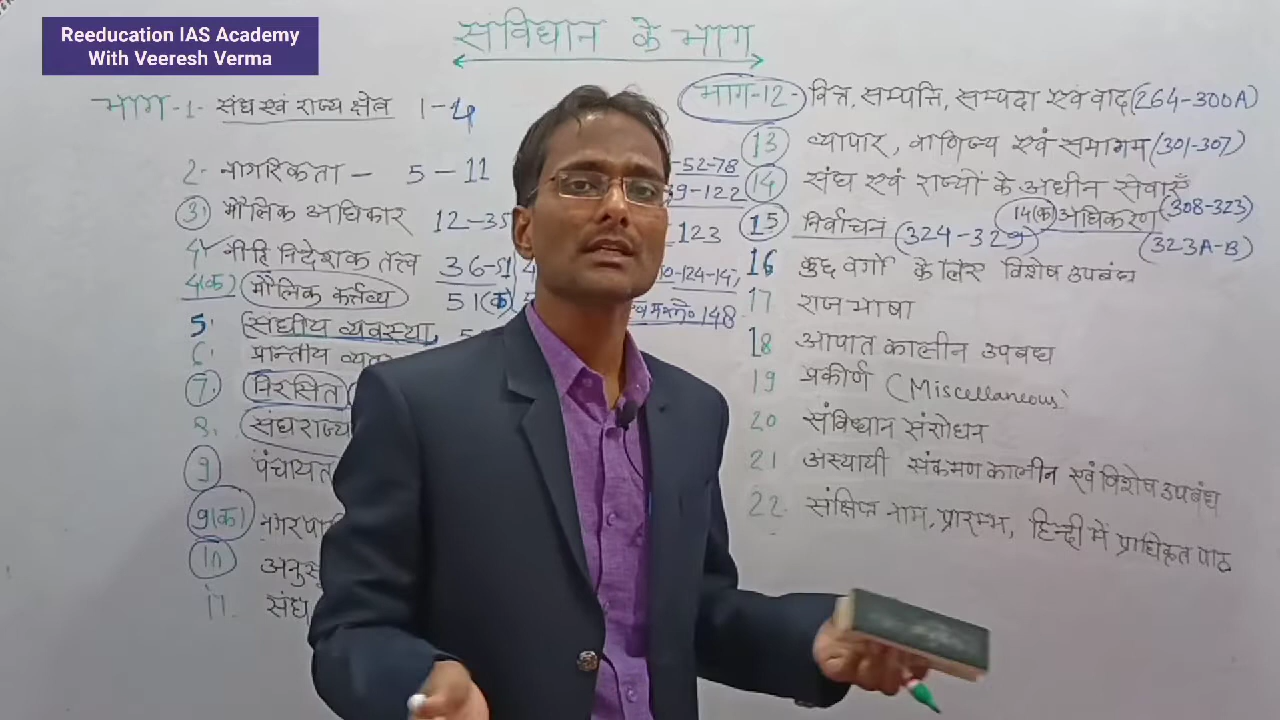 Reeducation IAS Academy
With Veeresh Verma
संविधान के भाग
भाग-1- संघ एवं राज्य क्षेत्र 1-4
2- नागरिकता - 5-11
3 मौलिक अधिकार 12-35
4 नीति निदेशक तत्त्व 36-51
4(क) मौलिक कर्त्तव्य 51(क)
5. संघीय व्यवस्था
52-78
-122
123
-124-147
148
6. प्रान्तीय
7. निरसित
8. संघ राज्य
9 पंचायत
9(क)
10
11. संघ
भाग-12- वित्त, सम्पत्ति, सम्पदा एवं वाद(264-300A)
13 व्यापार, वाणिज्य एवं समागम(301-307)
14 संघ एवं राज्यों के अधीन सेवाएँ
(308-323)
14(क) अधिकरण
(323A-B)
15 निर्वाचन (324-329)
16 कुछ वर्गों के लिए विशेष उपबंध
17 राजभाषा
18 आपातकालीन उपबंध
19 प्रकीर्ण (Miscellaneous)
20 संविधान संशोधन
21 अस्थायी संक्रमणकालीन एवं विशेष उपबंध
22. संक्षिप्त नाम, प्रारम्भ, हिन्दी में प्राधिकृत पाठ